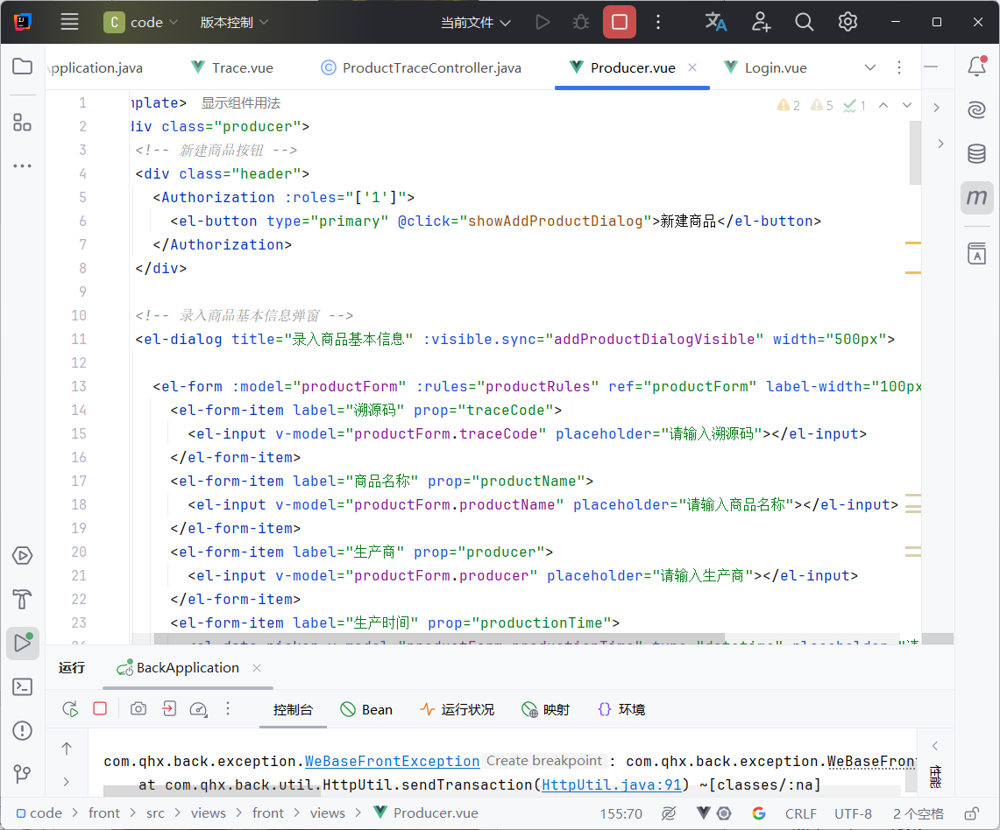 C code 版本控制 当前文件
pplication.java Trace.vue ProductTraceController.java Producer.vue Login.vue
1 nplate> 显示组件用法 2 5 1
2 div class="producer">
3 <!-- 新建商品按钮 -->
4 <div class="header">
5 <Authorization :roles="['1']">
6 <el-button type="primary" @click="showAddProductDialog">新建商品</el-button>
7 </Authorization>
8 </div>
9
10 <!-- 录入商品基本信息弹窗 -->
11 <el-dialog title="录入商品基本信息" :visible.sync="addProductDialogVisible" width="500px">
12
13 <el-form :model="productForm" :rules="productRules" ref="productForm" label-width="100px
14 <el-form-item label="溯源码" prop="traceCode">
15 <el-input v-model="productForm.traceCode" placeholder="请输入溯源码"></el-input>
16 </el-form-item>
17 <el-form-item label="商品名称" prop="productName">
18 <el-input v-model="productForm.productName" placeholder="请输入商品名称"></el-input>
19 </el-form-item>
20 <el-form-item label="生产商" prop="producer">
21 <el-input v-model="productForm.producer" placeholder="请输入生产商"></el-input>
22 </el-form-item>
23 <el-form-item label="生产时间" prop="productionTime">
运行 BackApplication
控制台 Bean 运行状况 映射 环境
com.qhx.back.exception.WeBaseFrontException Create breakpoint : com.qhx.back.exception.WeBaseFront
at com.qhx.back.util.HttpUtil.sendTransaction(HttpUtil.java:91) ~[classes/:na]
性能
code > front > src > views > front > views > Producer.vue 155:70 CRLF UTF-8 2 个空格